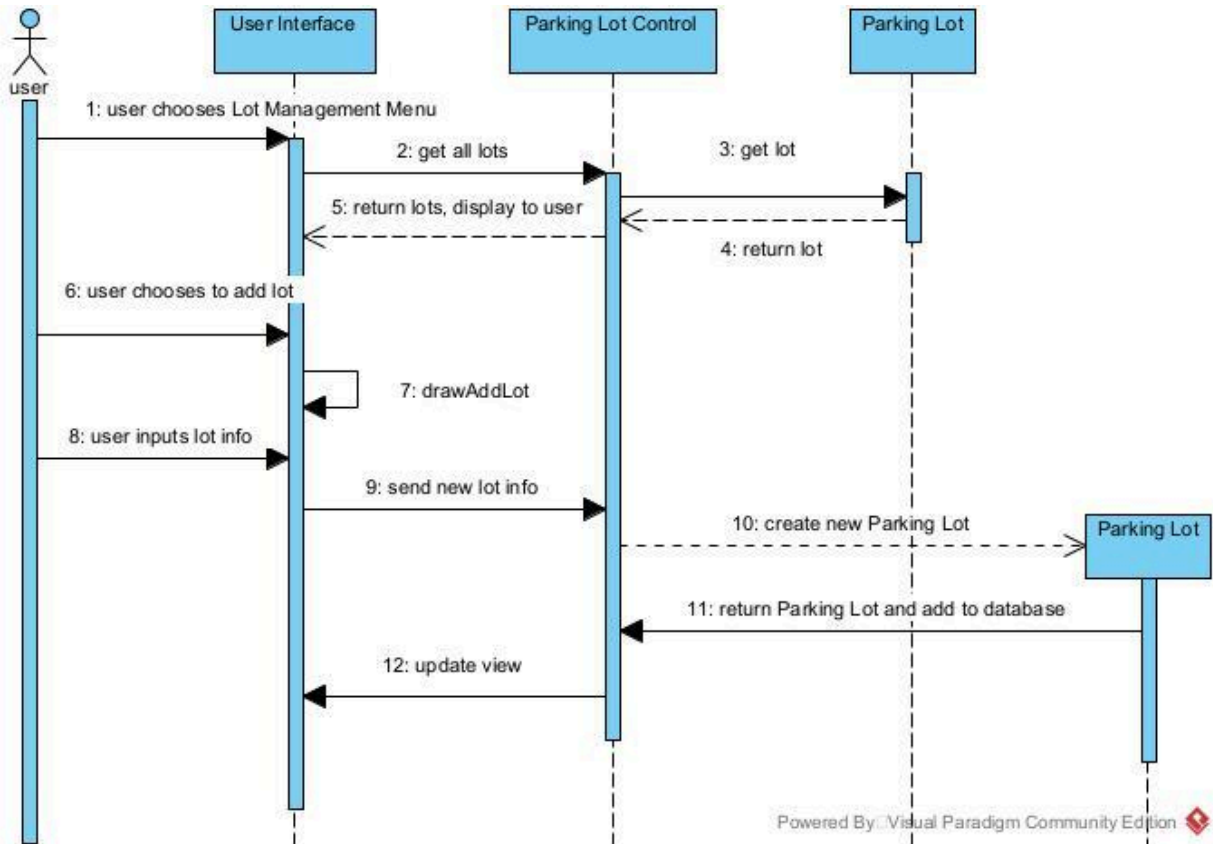 User Interface
Parking Lot Control
Parking Lot
user
1: user chooses Lot Management Menu
2: get all lots
3: get lot
5: return lots, display to user
4: return lot
6: user chooses to add lot
7: drawAddLot
8: user inputs lot info
9: send new lot info
10: create new Parking Lot
Parking Lot
11: return Parking Lot and add to database
12: update view
Powered By Visual Paradigm Community Edition